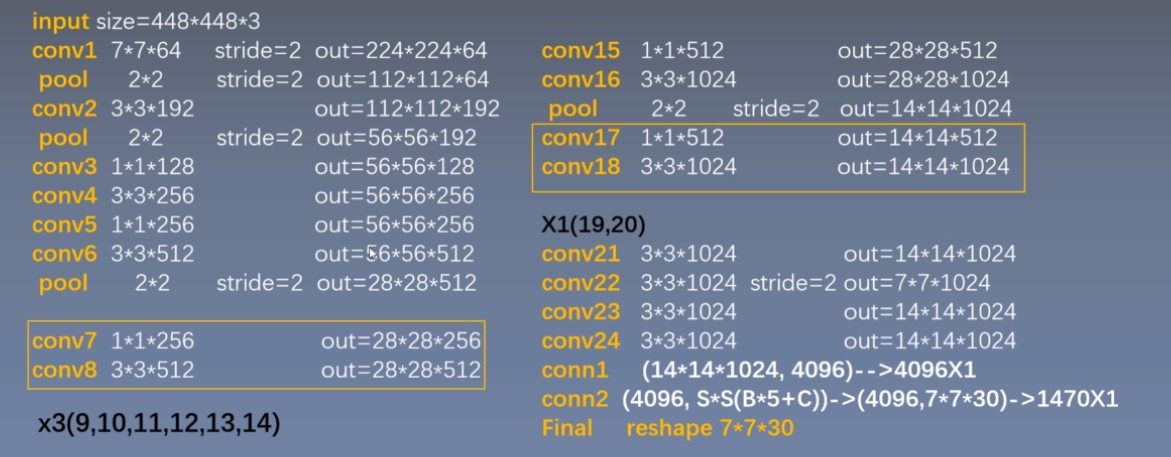 input size=448*448*3
conv1 7*7*64 stride=2 out=224*224*64
pool 2*2 stride=2 out=112*112*64
conv2 3*3*192 out=112*112*192
pool 2*2 stride=2 out=56*56*192
conv3 1*1*128 out=56*56*128
conv4 3*3*256 out=56*56*256
conv5 1*1*256 out=56*56*256
conv6 3*3*512 out=56*56*512
pool 2*2 stride=2 out=28*28*512
conv7 1*1*256 out=28*28*256
conv8 3*3*512 out=28*28*512
x3(9,10,11,12,13,14)
conv15 1*1*512 out=28*28*512
conv16 3*3*1024 out=28*28*1024
pool 2*2 stride=2 out=14*14*1024
conv17 1*1*512 out=14*14*512
conv18 3*3*1024 out=14*14*1024
X1(19,20)
conv21 3*3*1024 out=14*14*1024
conv22 3*3*1024 stride=2 out=7*7*1024
conv23 3*3*1024 out=14*14*1024
conv24 3*3*1024 out=14*14*1024
conn1 (14*14*1024, 4096)-->4096X1
conn2 (4096, S*S(B*5+C))->(4096,7*7*30)->1470X1
Final reshape 7*7*30